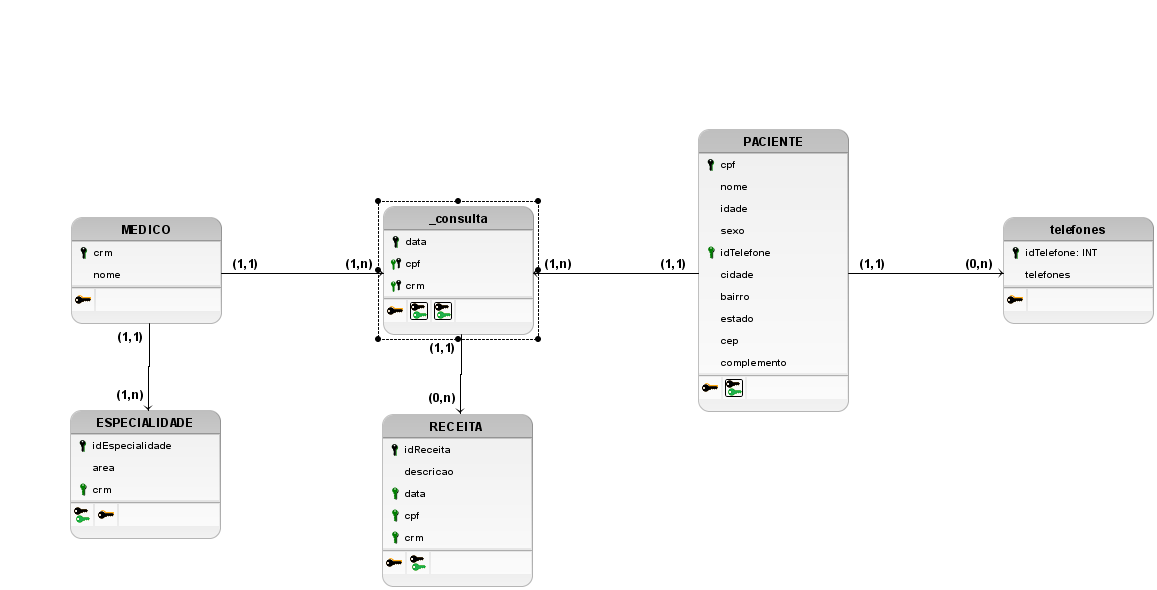 MEDICO
crm
nome
(1,1)
(1,n)
_consulta
data
cpf
crm
(1,n)
(1,1)
PACIENTE
cpf
nome
idade
sexo
idTelefone
cidade
bairro
estado
cep
complemento
(1,1)
(0,n)
telefones
idTelefone: INT
telefones
(1,1)
(1,n)
ESPECIALIDADE
idEspecialidade
area
crm
(1,1)
(0,n)
RECEITA
idReceita
descricao
data
cpf
crm